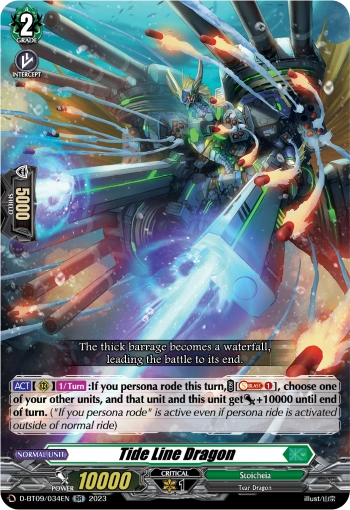 2
GRADE
INTERCEPT
5000
SHIELD
The thick barrage becomes a waterfall,
leading the battle to its end.
ACT 1/Turn :If you persona rode this turn, [BLAST 1], choose one
of your other units, and that unit and this unit get +10000 until end
of turn. ("If you persona rode" is active even if persona ride is activated
outside of normal ride)
NORMAL UNIT
Tide Line Dragon
POWER 10000
CRITICAL
1
Stoicheia
Tear Dragon
D-BT09/034EN RR 2023
illust/山宗